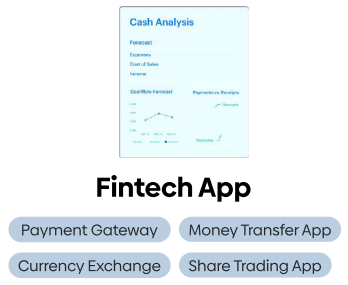 Cash Analysis
Forecast
Expenses
Cost of Sales
Income
Cashflow Forecast
Payments vs. Receipts
Receipts
Payments
Fintech App
Payment Gateway
Money Transfer App
Currency Exchange
Share Trading App